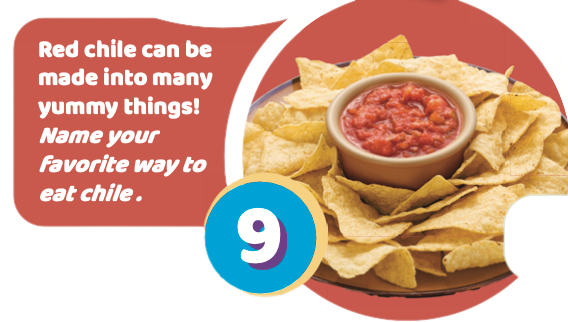 Red chile can be
made into many
yummy things!
Name your
favorite way to
eat chile.
9